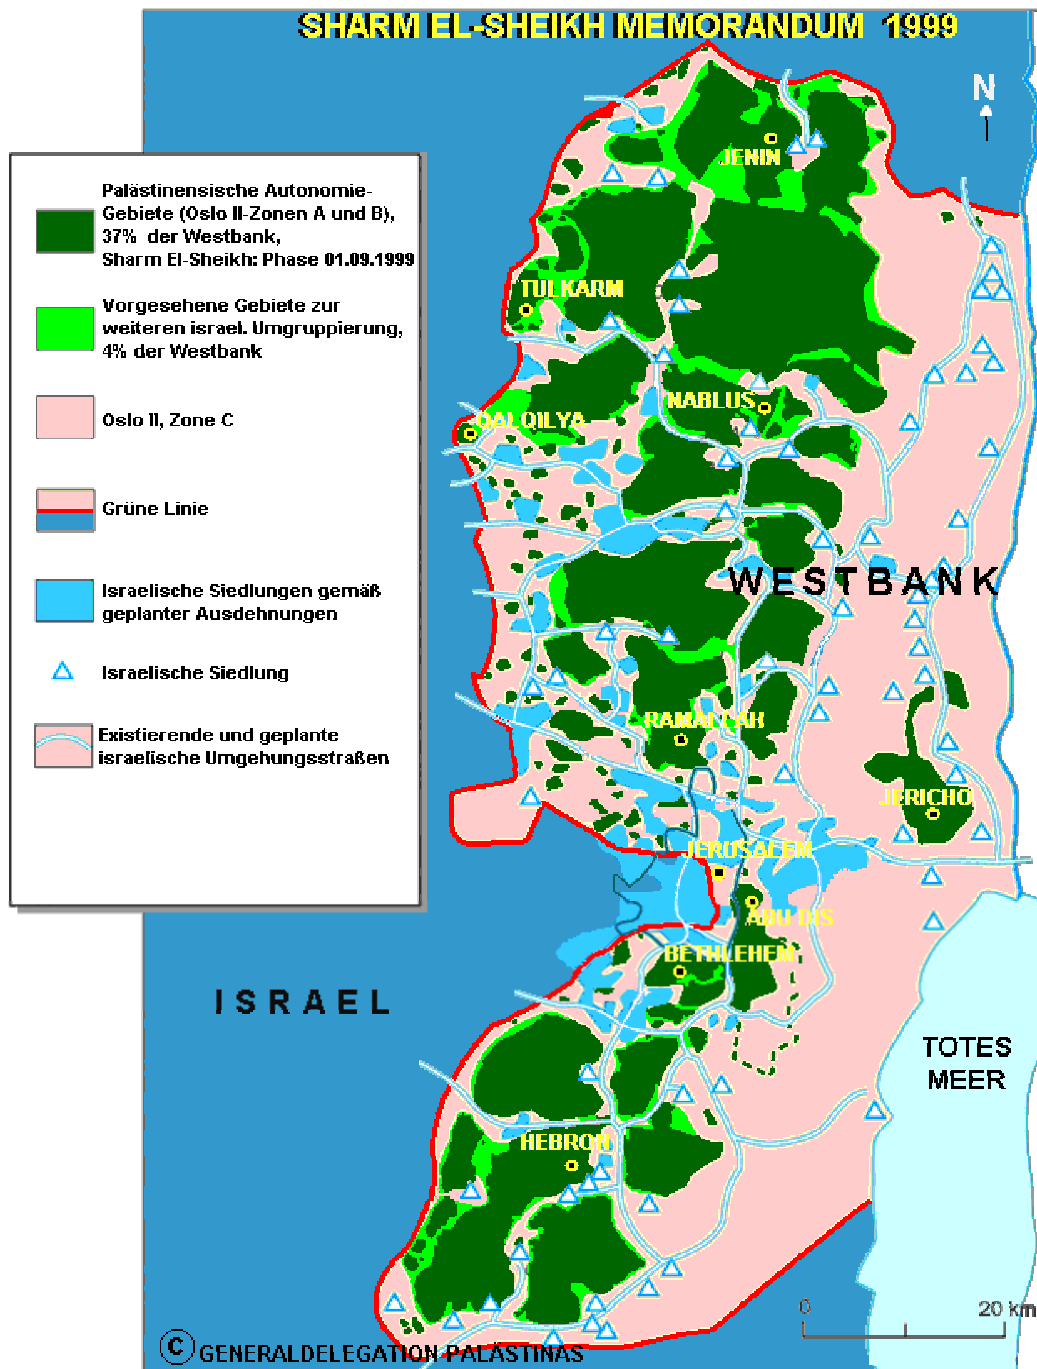 SHARM EL-SHEIKH MEMORANDUM 1999
N
Palästinensische Autonomie-
Gebiete (Oslo II-Zonen A und B),
37% der Westbank,
Sharm El-Sheikh: Phase 01.09.1999
Vorgesehene Gebiete zur
weiteren israel. Umgruppierung,
4% der Westbank
Oslo II, Zone C
Grüne Linie
Israelische Siedlungen gemäß
geplanter Ausdehnungen
Israelische Siedlung
Existierende und geplante
israelische Umgehungsstraßen
JENIN
TULKARM
NABLUS
QALQILYA
WESTBANK
RAMALLAH
JERICHO
JERUSALEM
ABU DIS
BETHLEHEM
ISRAEL
TOTES
MEER
HEBRON
0 20 km
© GENERALDELEGATION PALÄSTINAS